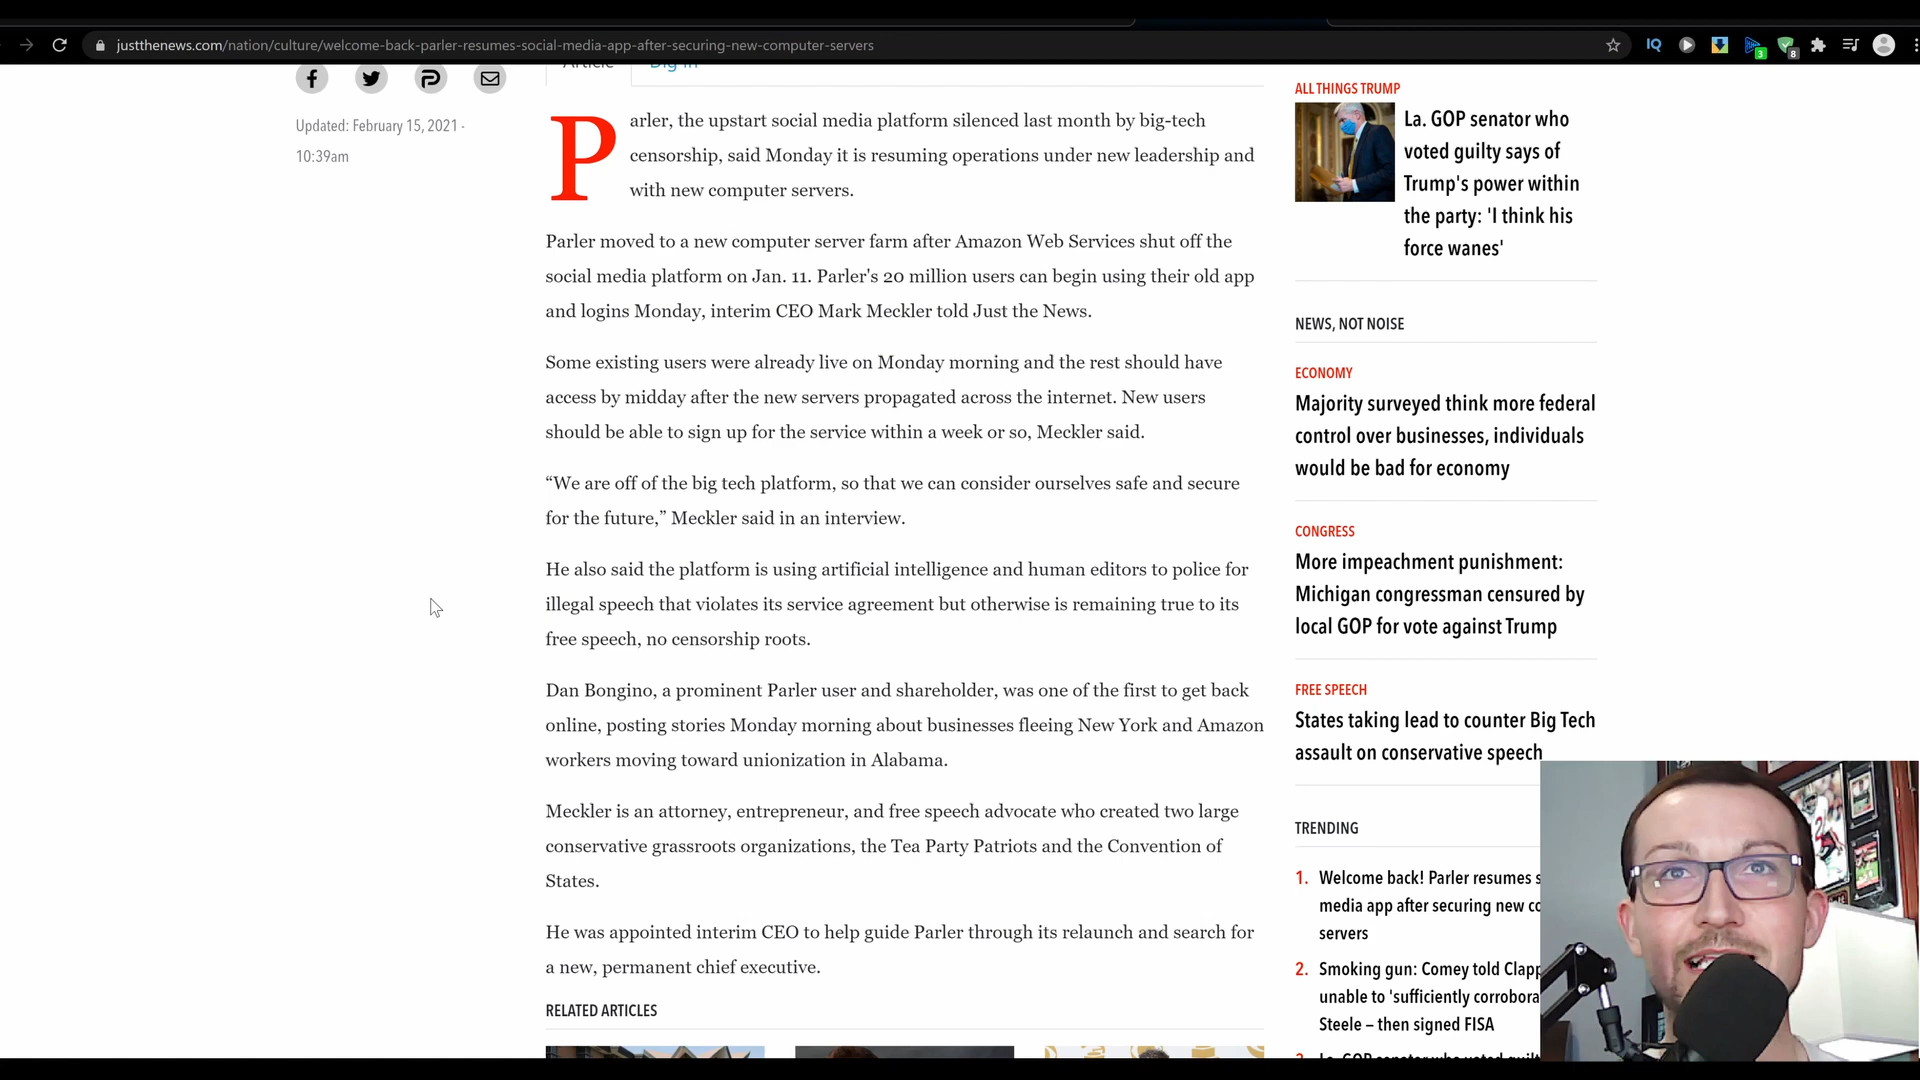 justthenews.com/nation/culture/welcome-back-parler-resumes-social-media-app-after-securing-new-computer-servers
IQ
3
8
Article
Dig In
Updated: February 15, 2021 -
10:39am
Parler, the upstart social media platform silenced last month by big-tech
censorship, said Monday it is resuming operations under new leadership and
with new computer servers.
Parler moved to a new computer server farm after Amazon Web Services shut off the
social media platform on Jan. 11. Parler's 20 million users can begin using their old app
and logins Monday, interim CEO Mark Meckler told Just the News.
Some existing users were already live on Monday morning and the rest should have
access by midday after the new servers propagated across the internet. New users
should be able to sign up for the service within a week or so, Meckler said.
“We are off of the big tech platform, so that we can consider ourselves safe and secure
for the future,” Meckler said in an interview.
He also said the platform is using artificial intelligence and human editors to police for
illegal speech that violates its service agreement but otherwise is remaining true to its
free speech, no censorship roots.
Dan Bongino, a prominent Parler user and shareholder, was one of the first to get back
online, posting stories Monday morning about businesses fleeing New York and Amazon
workers moving toward unionization in Alabama.
Meckler is an attorney, entrepreneur, and free speech advocate who created two large
conservative grassroots organizations, the Tea Party Patriots and the Convention of
States.
He was appointed interim CEO to help guide Parler through its relaunch and search for
a new, permanent chief executive.
RELATED ARTICLES
ALL THINGS TRUMP
La. GOP senator who
voted guilty says of
Trump's power within
the party: 'I think his
force wanes'
NEWS, NOT NOISE
ECONOMY
Majority surveyed think more federal
control over businesses, individuals
would be bad for economy
CONGRESS
More impeachment punishment:
Michigan congressman censured by
local GOP for vote against Trump
FREE SPEECH
States taking lead to counter Big Tech
assault on conservative speech
TRENDING
1. Welcome back! Parler resumes s
media app after securing new co
servers
2. Smoking gun: Comey told Clapp
unable to 'sufficiently corrobora
Steele – then signed FISA